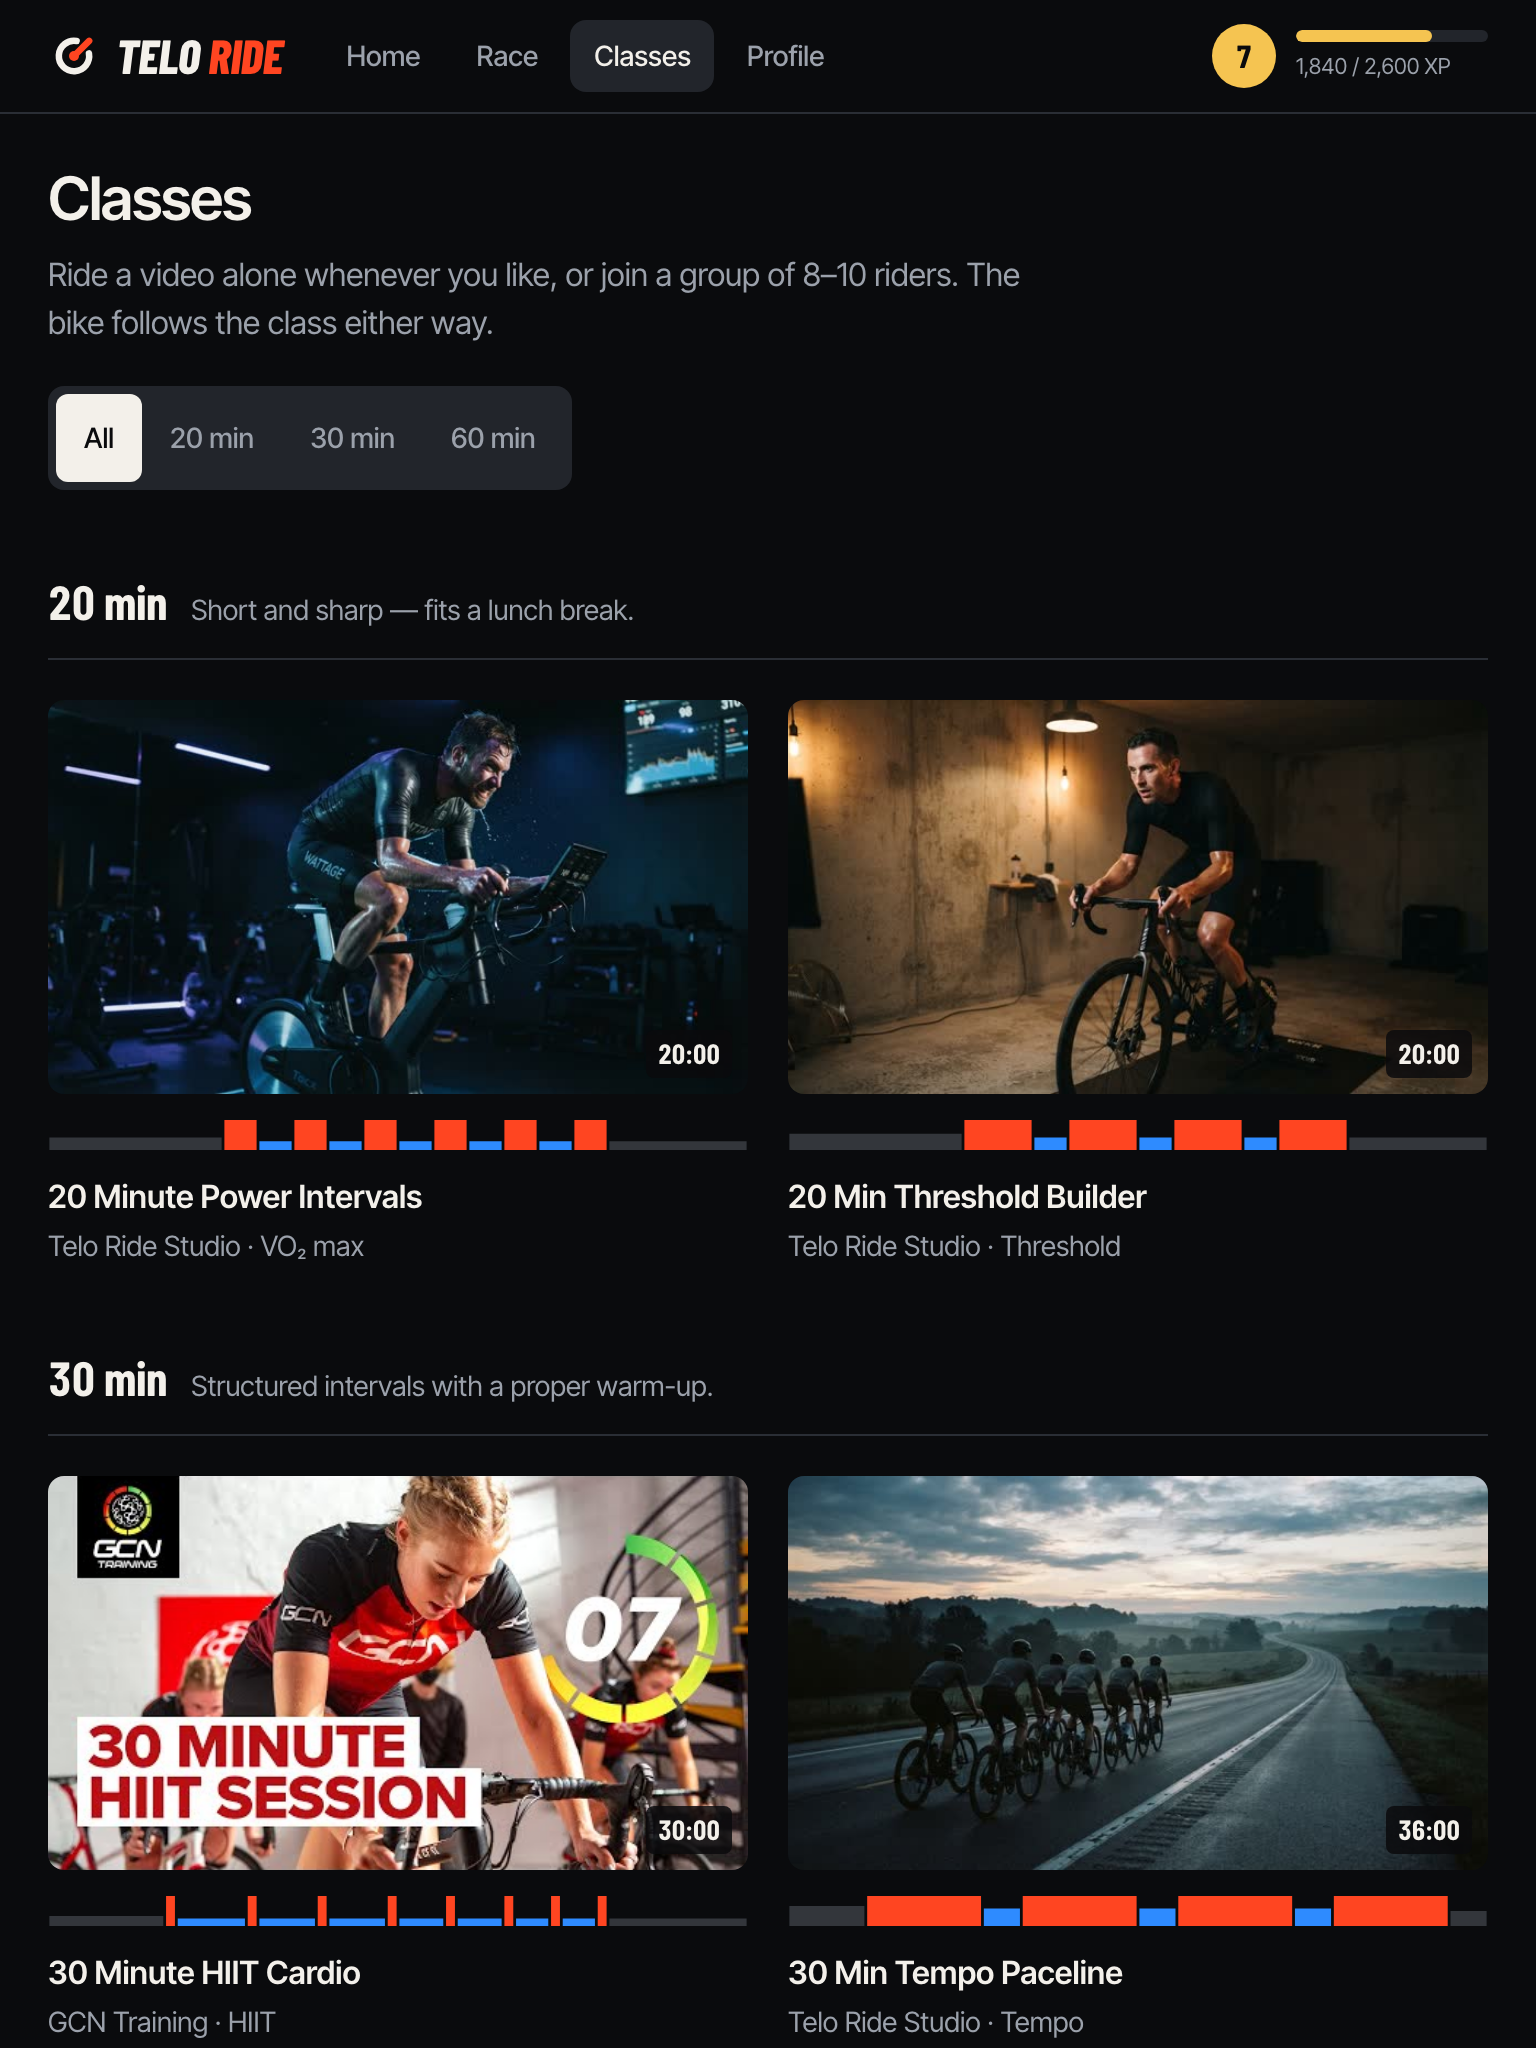 TELO RIDE
Home
Race
Classes
Profile
7
1,840 / 2,600 XP
Classes
Ride a video alone whenever you like, or join a group of 8–10 riders. The
bike follows the class either way.
All
20 min
30 min
60 min
20 min
Short and sharp — fits a lunch break.
98
WATTAGE
20:00
20:00
20 Minute Power Intervals
Telo Ride Studio · VO₂ max
20 Min Threshold Builder
Telo Ride Studio · Threshold
30 min
Structured intervals with a proper warm-up.
GCN
TRAINING
GCN
GCN
07
30 MINUTE
HIIT SESSION
30:00
36:00
30 Minute HIIT Cardio
GCN Training · HIIT
30 Min Tempo Paceline
Telo Ride Studio · Tempo